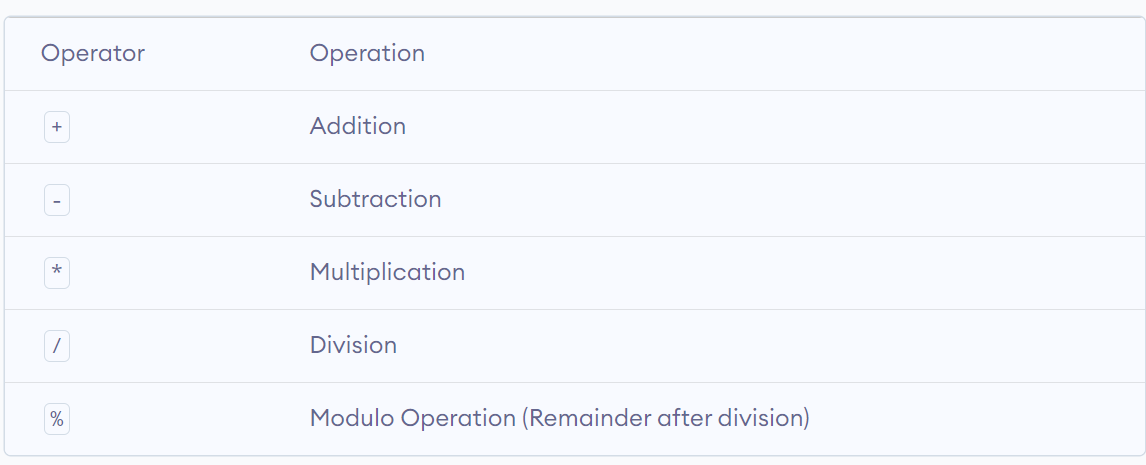 Operator Operation
+ Addition
- Subtraction
* Multiplication
/ Division
% Modulo Operation (Remainder after division)